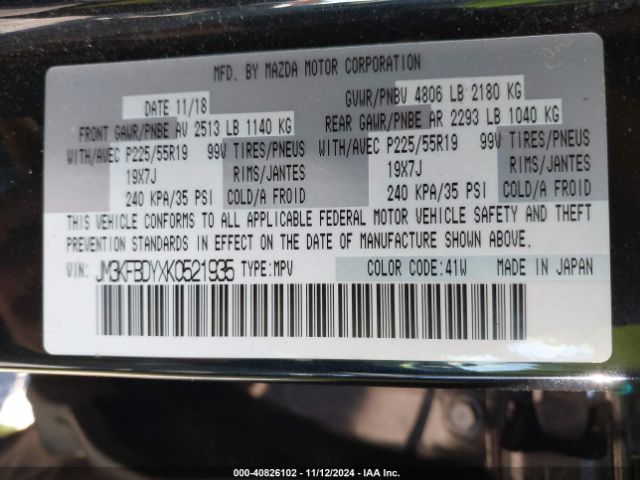 MFD. BY MAZDA MOTOR CORPORATION
DATE 11/18 GVWR/PNBV 4806 LB 2180 KG
FRONT GAWR/PNBE AV 2513 LB 1140 KG REAR GAWR/PNBE AR 2293 LB 1040 KG
WITH/AVEC P225/55R19 99V TIRES/PNEUS WITH/AVEC P225/55R19 99V TIRES/PNEUS
19X7J RIMS/JANTES 19X7J RIMS/JANTES
240 KPA/35 PSI COLD/A FROID 240 KPA/35 PSI COLD/A FROID
THIS VEHICLE CONFORMS TO ALL APPLICABLE FEDERAL MOTOR VEHICLE SAFETY AND THEFT
PREVENTION STANDARDS IN EFFECT ON THE DATE OF MANUFACTURE SHOWN ABOVE.
VIN: JM3KFBDYXK0521935 TYPE:MPV COLOR CODE:41W MADE IN JAPAN
000-40826102 - 11/12/2024 - IAA Inc.